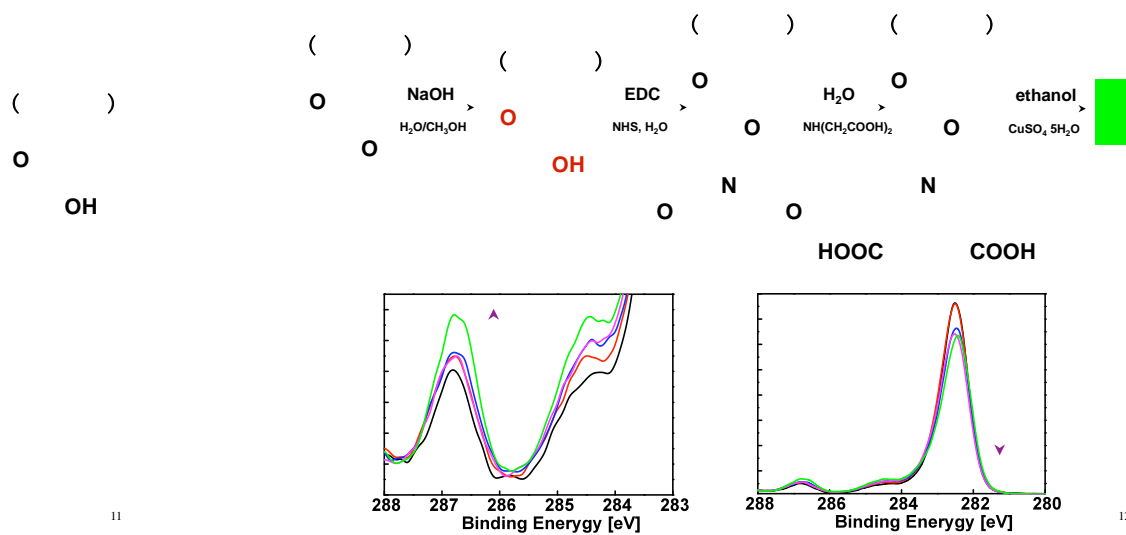 ( ) ( ) ( ) ( ) ( )
O O O O O
NaOH EDC H₂O ethanol
H₂O/CH₃OH NHS, H₂O NH(CH₂COOH)₂ CuSO₄ 5H₂O
O O O
OH OH N N
O O
HOOC COOH
288 287 286 285 284 283
Binding Enerygy [eV]
288 286 284 282 280
Binding Enerygy [eV]
11